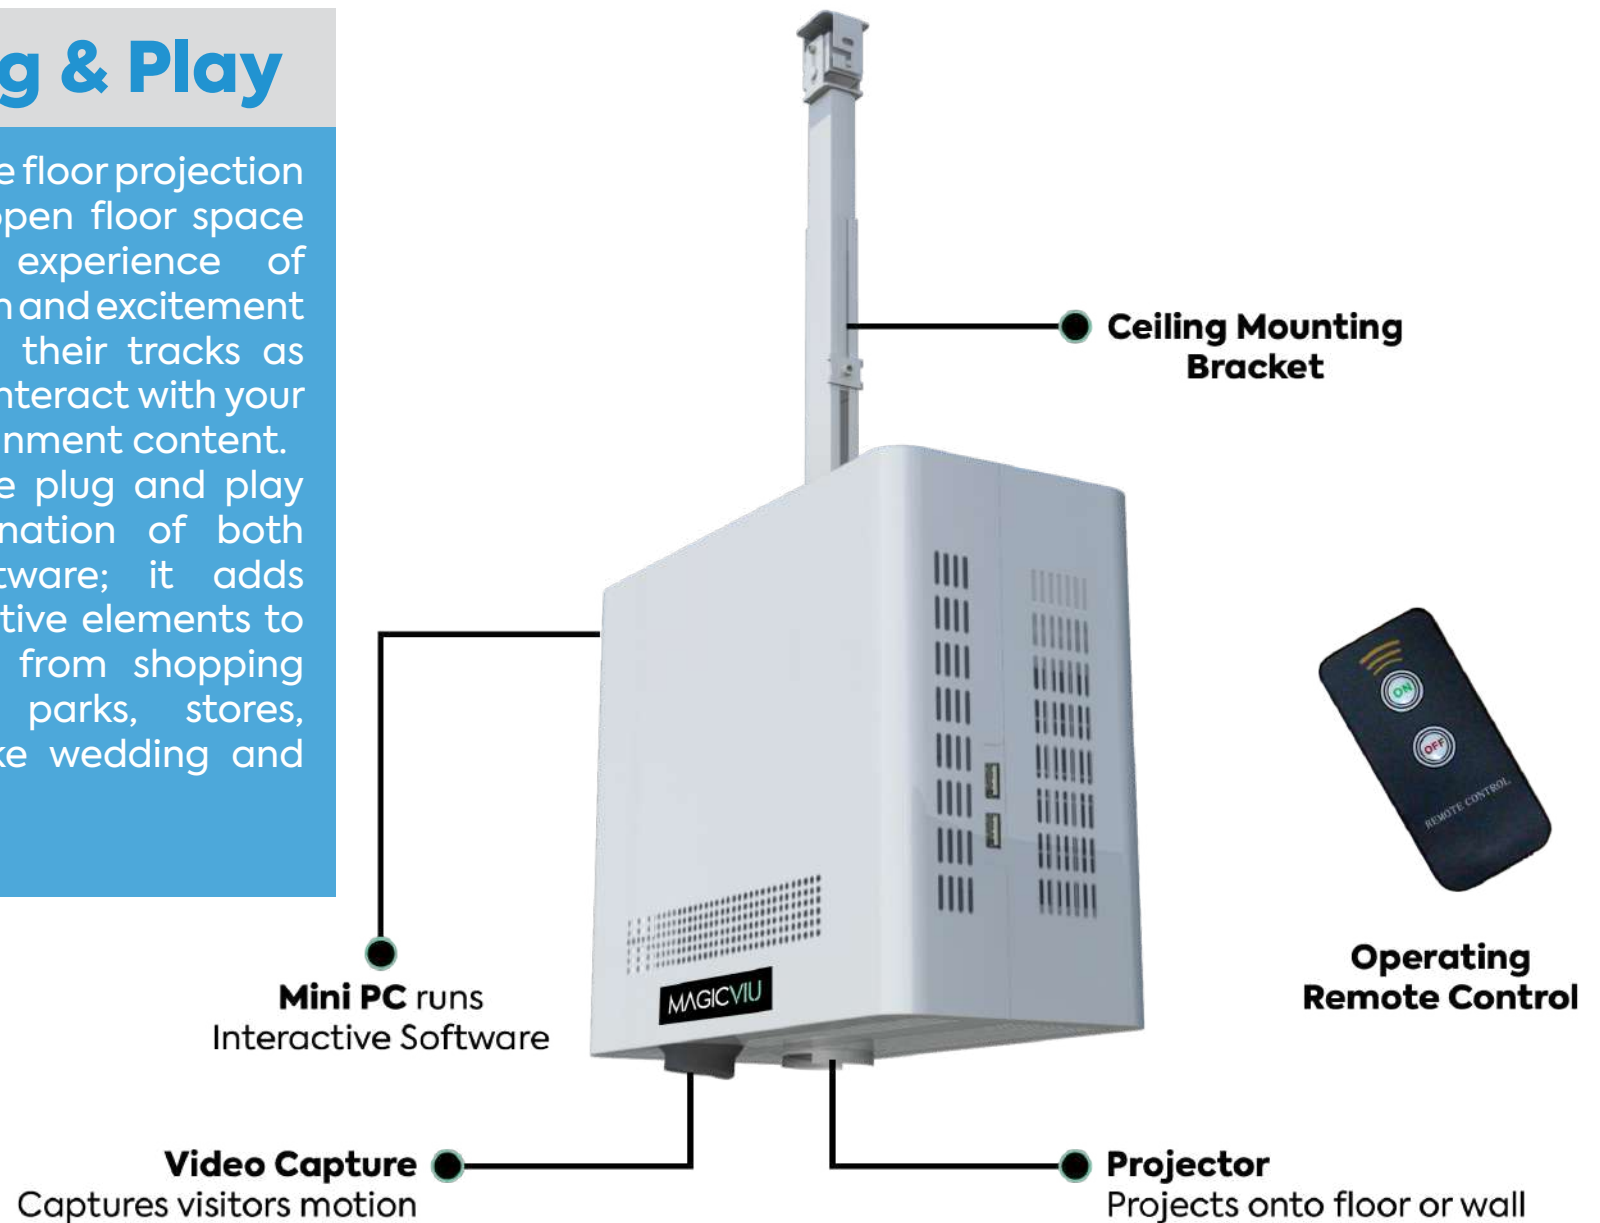 g & Play
e floor projection
open floor space
experience of
n and excitement
their tracks as
nteract with your
nment content.
e plug and play
nation of both
tware; it adds
tive elements to
from shopping
parks, stores,
ke wedding and
Ceiling Mounting
Bracket
ON
OFF
REMOTE CONTROL
Operating
Remote Control
Mini PC runs
Interactive Software
MAGICVIU
Video Capture
Captures visitors motion
Projector
Projects onto floor or wall